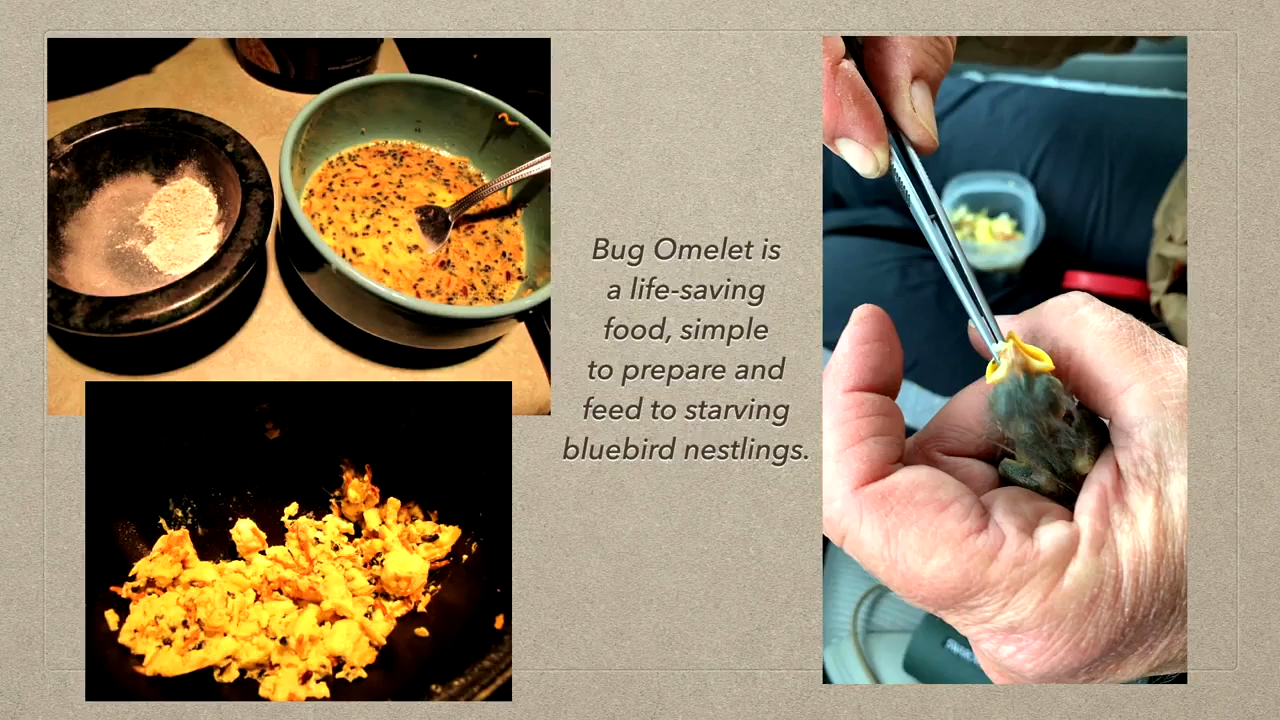 Bug Omelet is
a life-saving
food, simple
to prepare and
feed to starving
bluebird nestlings.